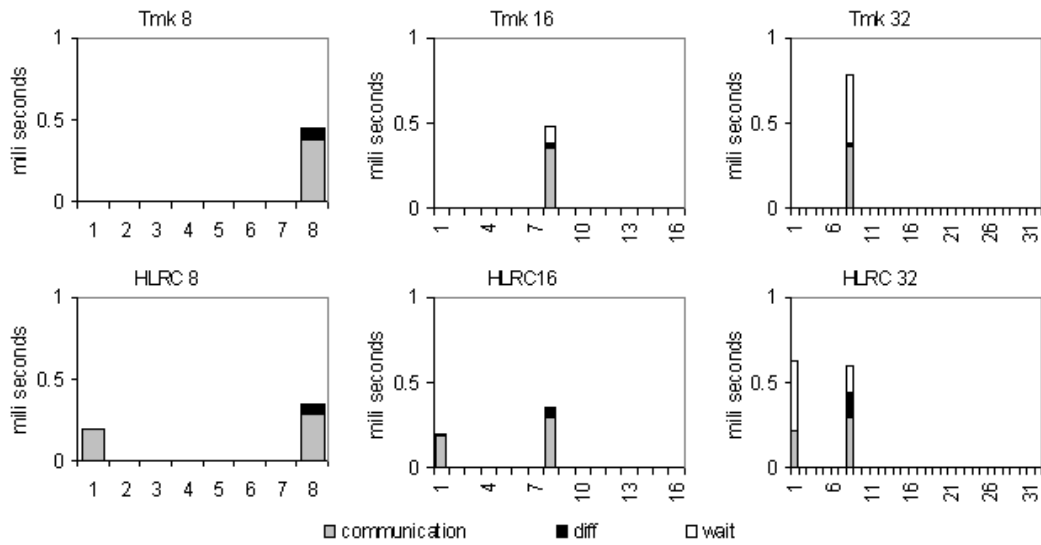 Tmk 8
mili seconds
1
0.5
0
1 2 3 4 5 6 7 8
Tmk 16
mili seconds
1
0.5
0
1 4 7 10 13 16
Tmk 32
mili seconds
1
0.5
0
1 6 11 16 21 26 31
HLRC 8
mili seconds
1
0.5
0
1 2 3 4 5 6 7 8
HLRC16
mili seconds
1
0.5
0
1 4 7 10 13 16
HLRC 32
mili seconds
1
0.5
0
1 6 11 16 21 26 31
communication diff wait